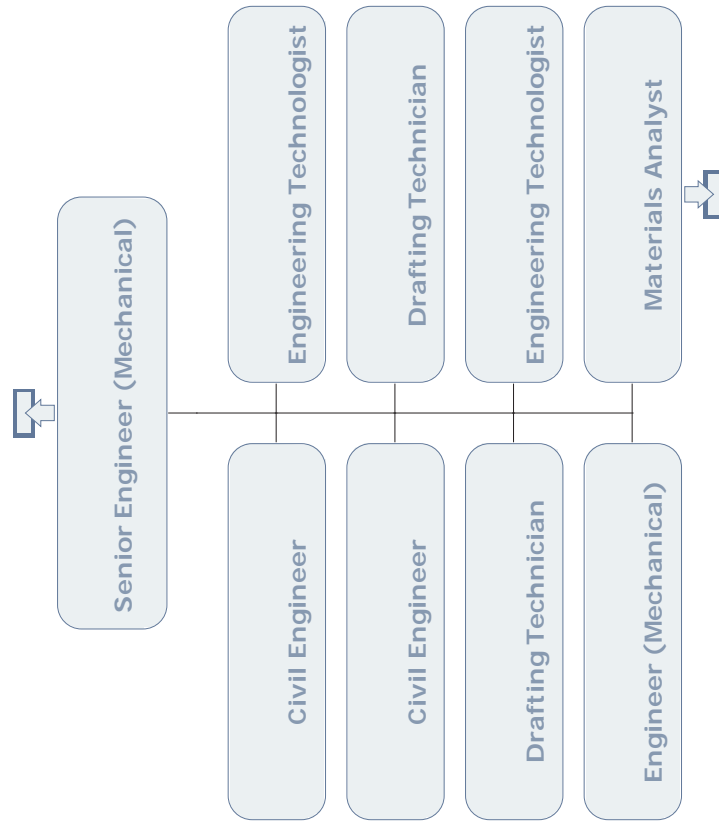 Senior Engineer (Mechanical)
Civil Engineer
Engineering Technologist
Civil Engineer
Drafting Technician
Drafting Technician
Engineering Technologist
Engineer (Mechanical)
Materials Analyst